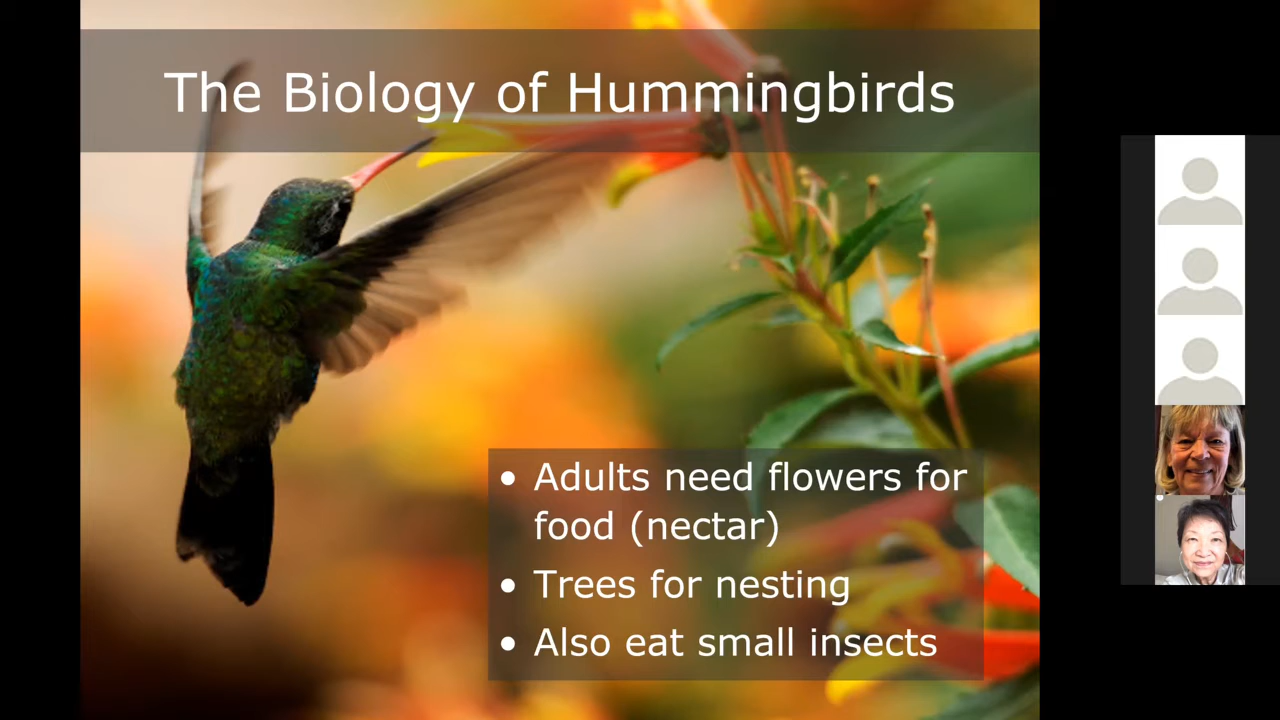 The Biology of Hummingbirds
• Adults need flowers for
food (nectar)
• Trees for nesting
• Also eat small insects